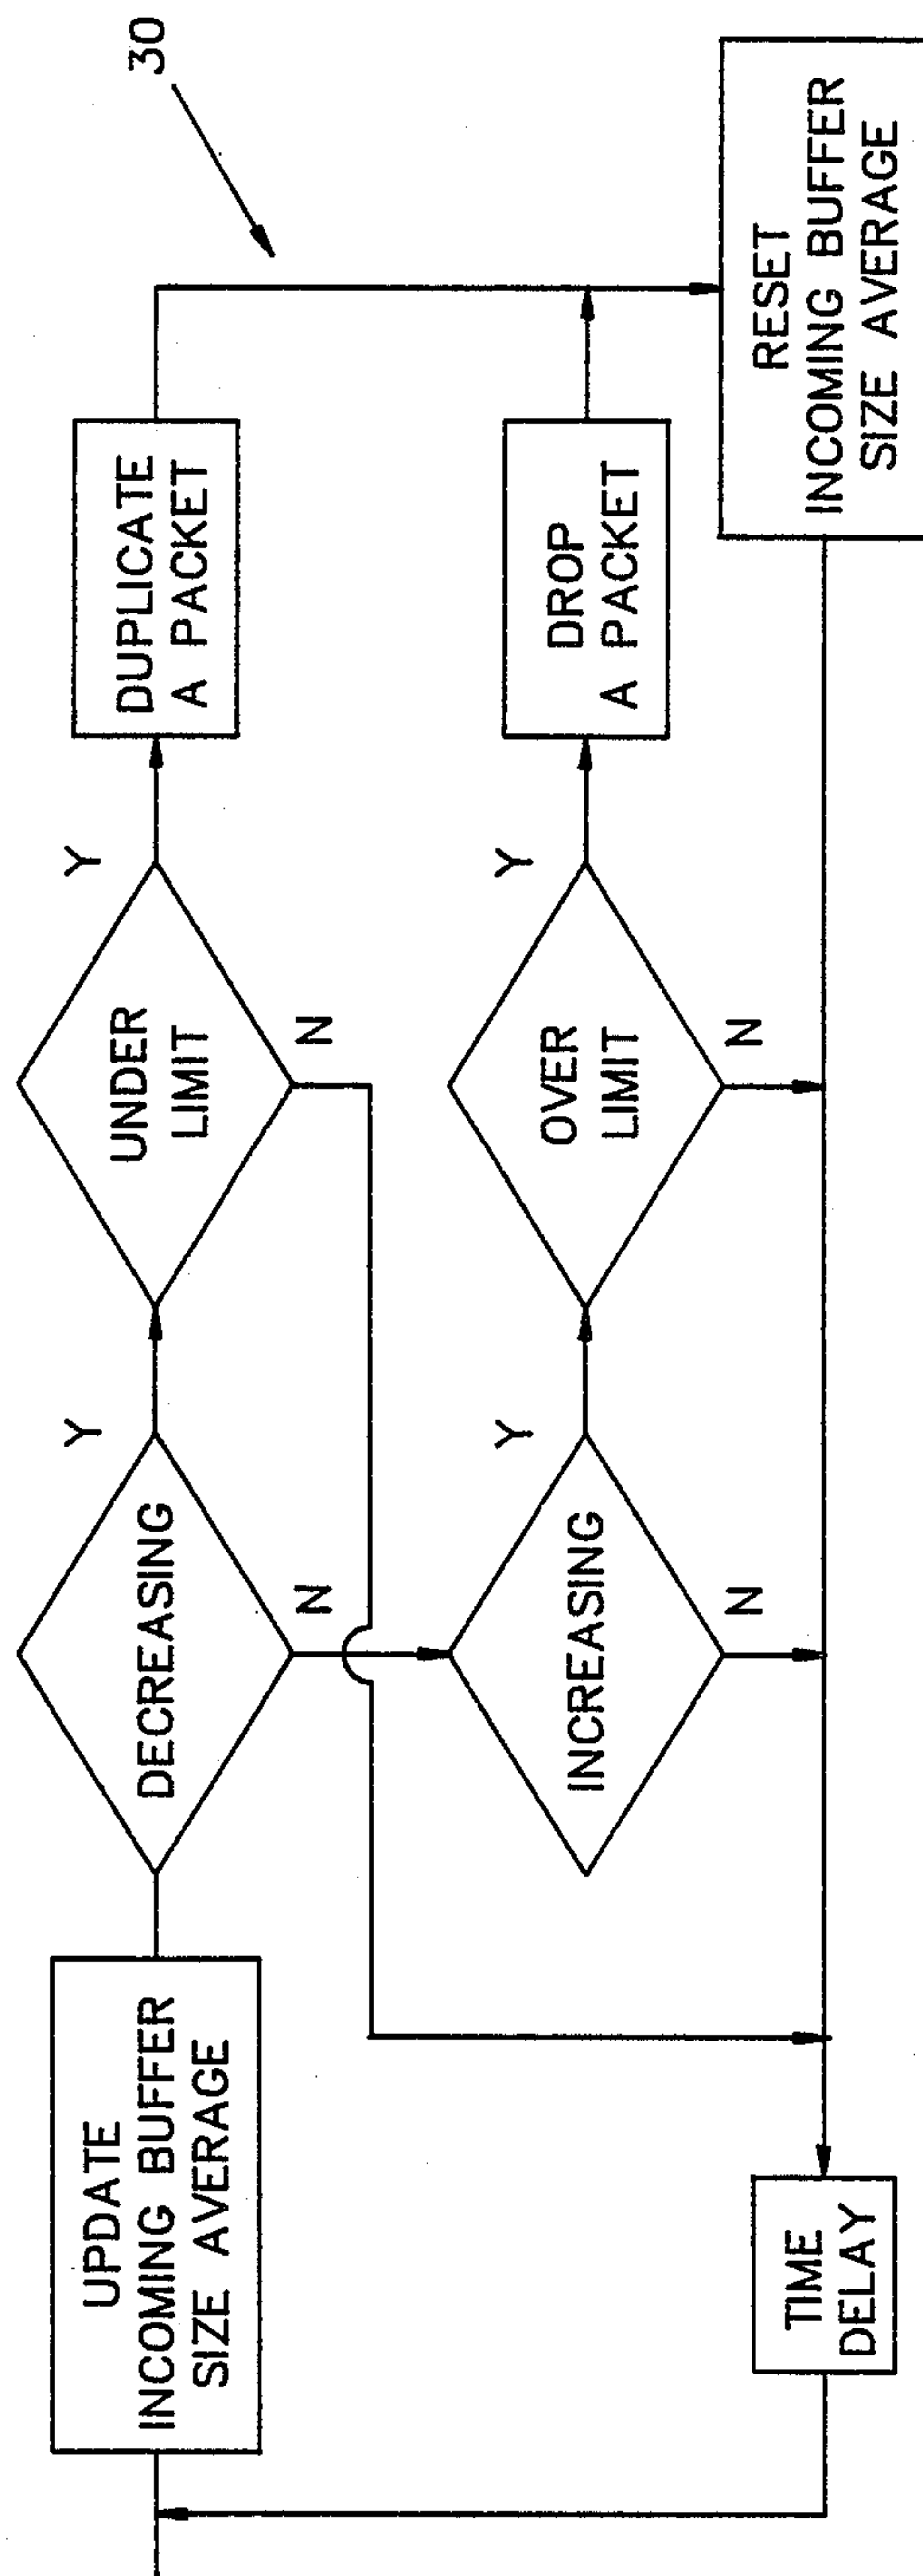 30
UPDATE
INCOMING BUFFER
SIZE AVERAGE
DECREASING
Y
N
UNDER
LIMIT
Y
N
DUPLICATE
A PACKET
INCREASING
Y
N
OVER
LIMIT
Y
N
DROP
A PACKET
TIME
DELAY
RESET
INCOMING BUFFER
SIZE AVERAGE